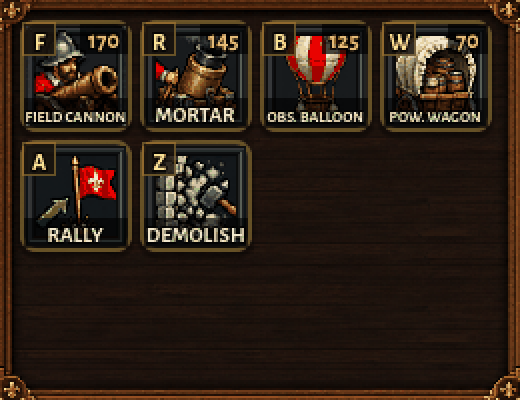 F 170
FIELD CANNON
R 145
MORTAR
B 125
OBS. BALLOON
W 70
POW. WAGON
A
RALLY
Z
DEMOLISH